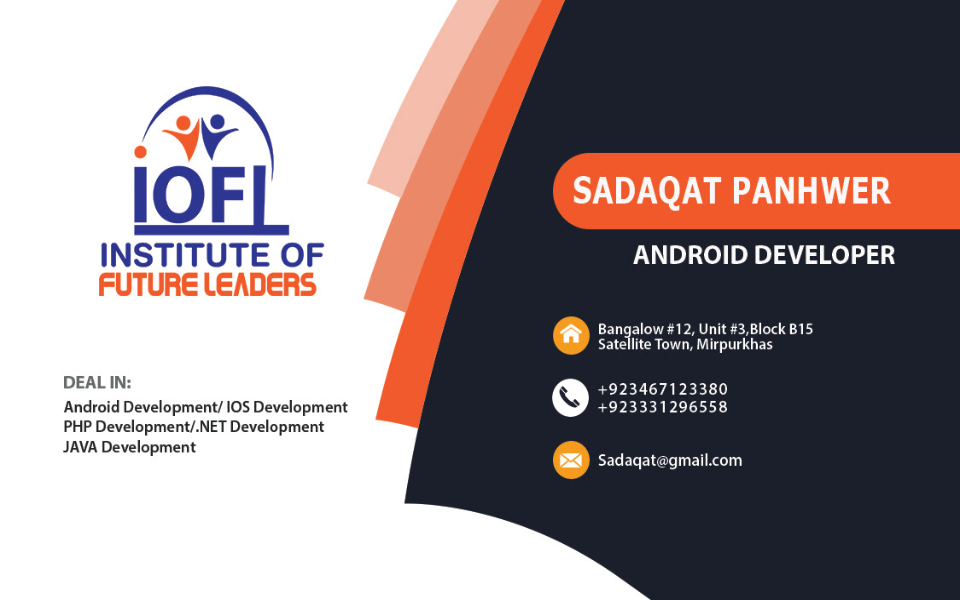 iOFL
INSTITUTE OF
FUTURE LEADERS
DEAL IN:
Android Development/ IOS Development
PHP Development/.NET Development
JAVA Development
SADAQAT PANHWER
ANDROID DEVELOPER
Bangalow #12, Unit #3,Block B15
Satellite Town, Mirpurkhas
+923467123380
+923331296558
Sadaqat@gmail.com